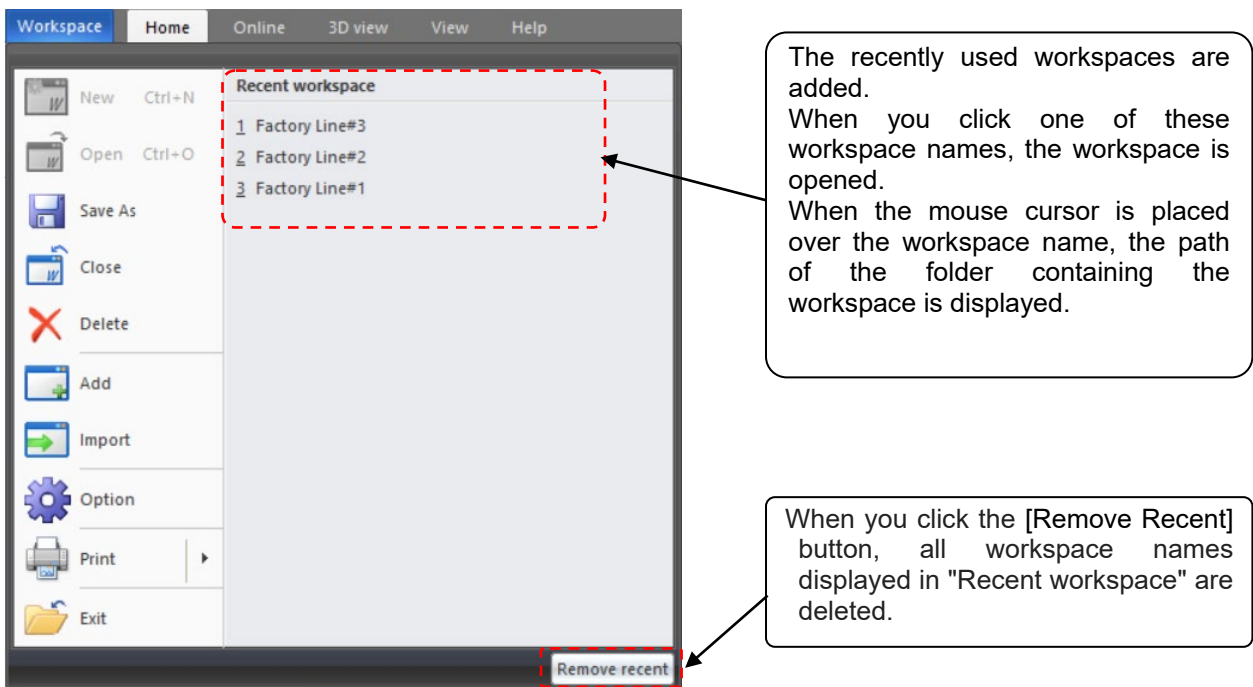 Workspace Home Online 3D view View Help
New Ctrl+N
Open Ctrl+O
Save As
Close
Delete
Add
Import
Option
Print
Exit
Recent workspace
1 Factory Line#3
2 Factory Line#2
3 Factory Line#1
Remove recent
The recently used workspaces are
added.
When you click one of these
workspace names, the workspace is
opened.
When the mouse cursor is placed
over the workspace name, the path
of the folder containing the
workspace is displayed.
When you click the [Remove Recent]
button, all workspace names
displayed in "Recent workspace" are
deleted.